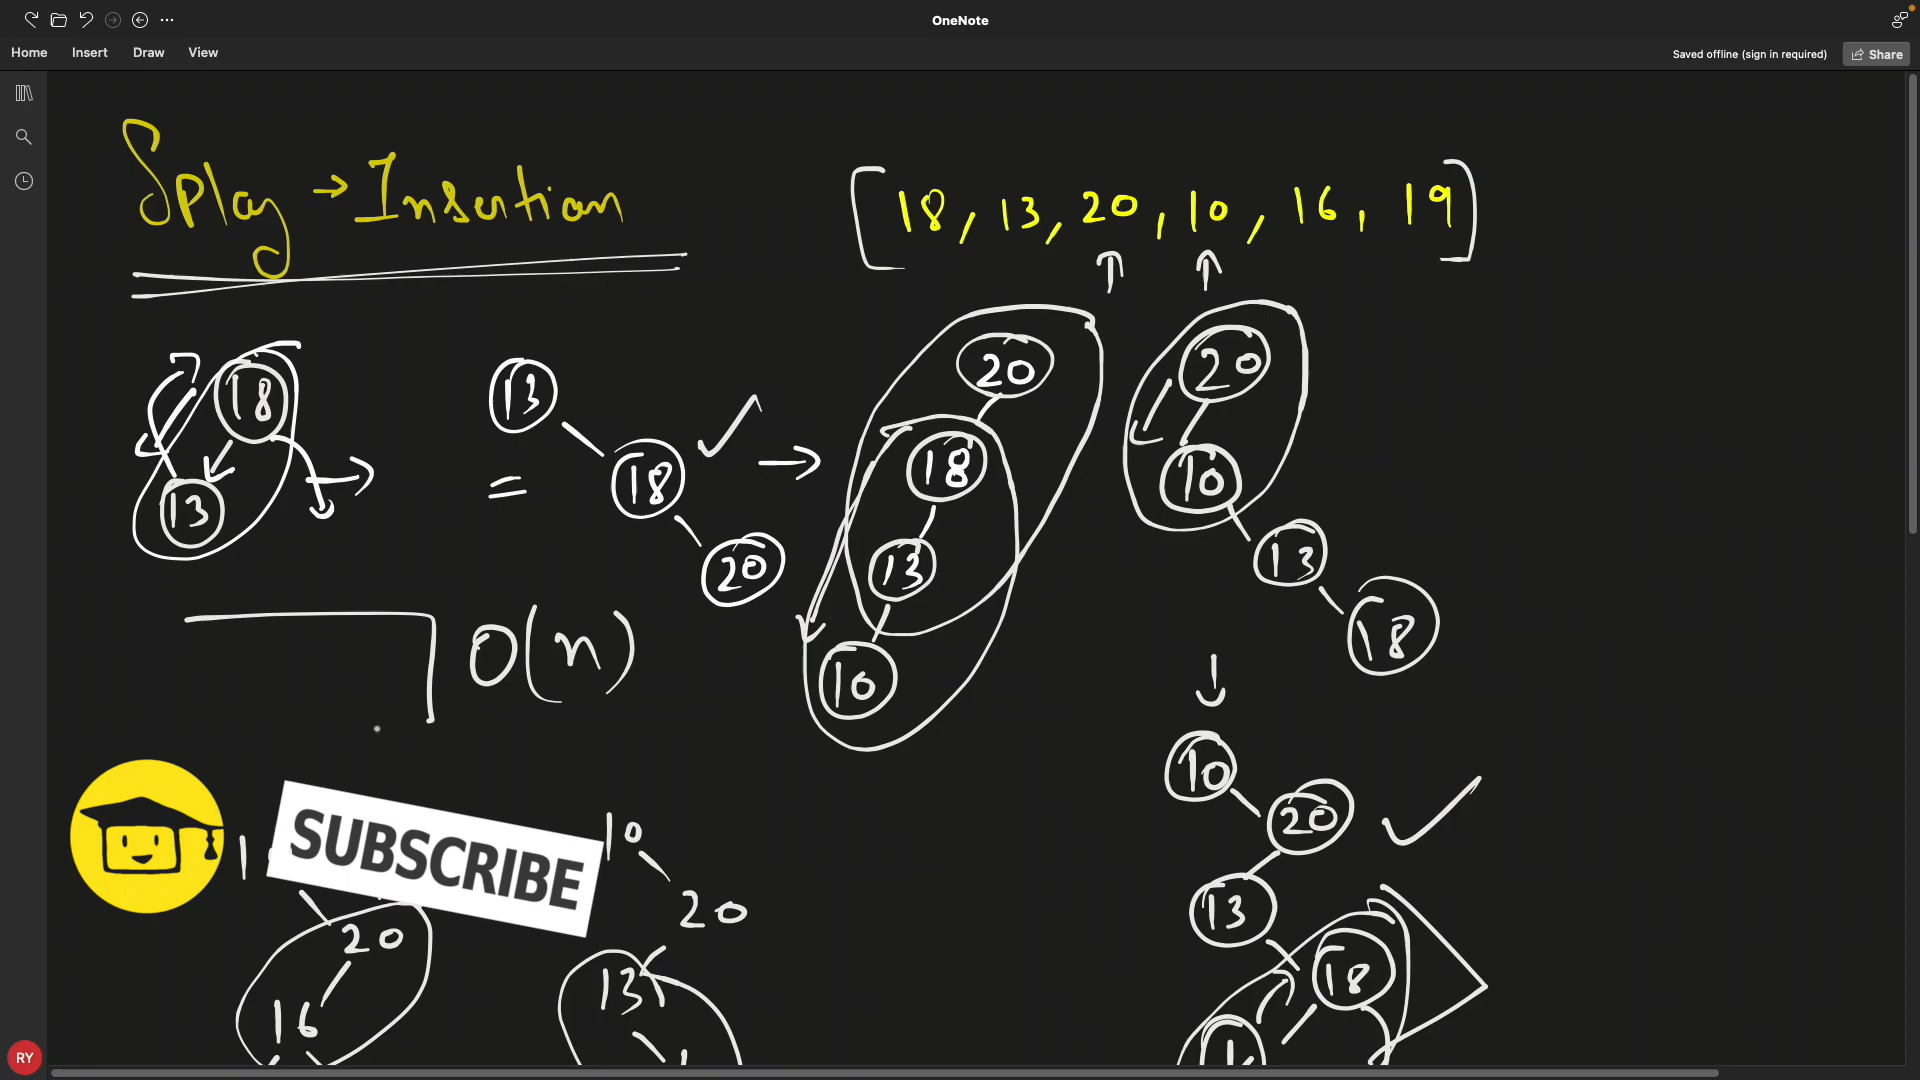 OneNote
Home Insert Draw View
Saved offline (sign in required) Share
Splay → Insertion
[18, 13, 20, 10, 16, 19]
18
13
=
13
18
20
20
18
13
10
20
10
13
18
O(n)
10
20
13
18
SUBSCRIBE
20
16
10
20
13
RY